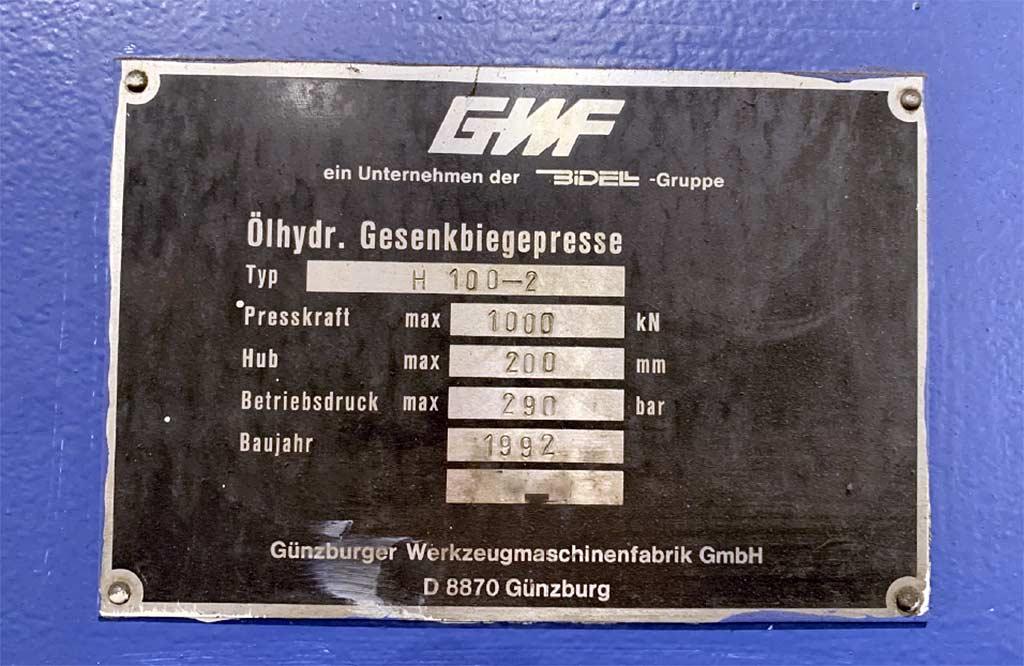 GWF
ein Unternehmen der BIDELL -Gruppe
Ölhydr. Gesenkbiegepresse
Typ H 100-2
Presskraft max 1000 kN
Hub max 200 mm
Betriebsdruck max 290 bar
Baujahr 1992
Günzburger Werkzeugmaschinenfabrik GmbH
D 8870 Günzburg